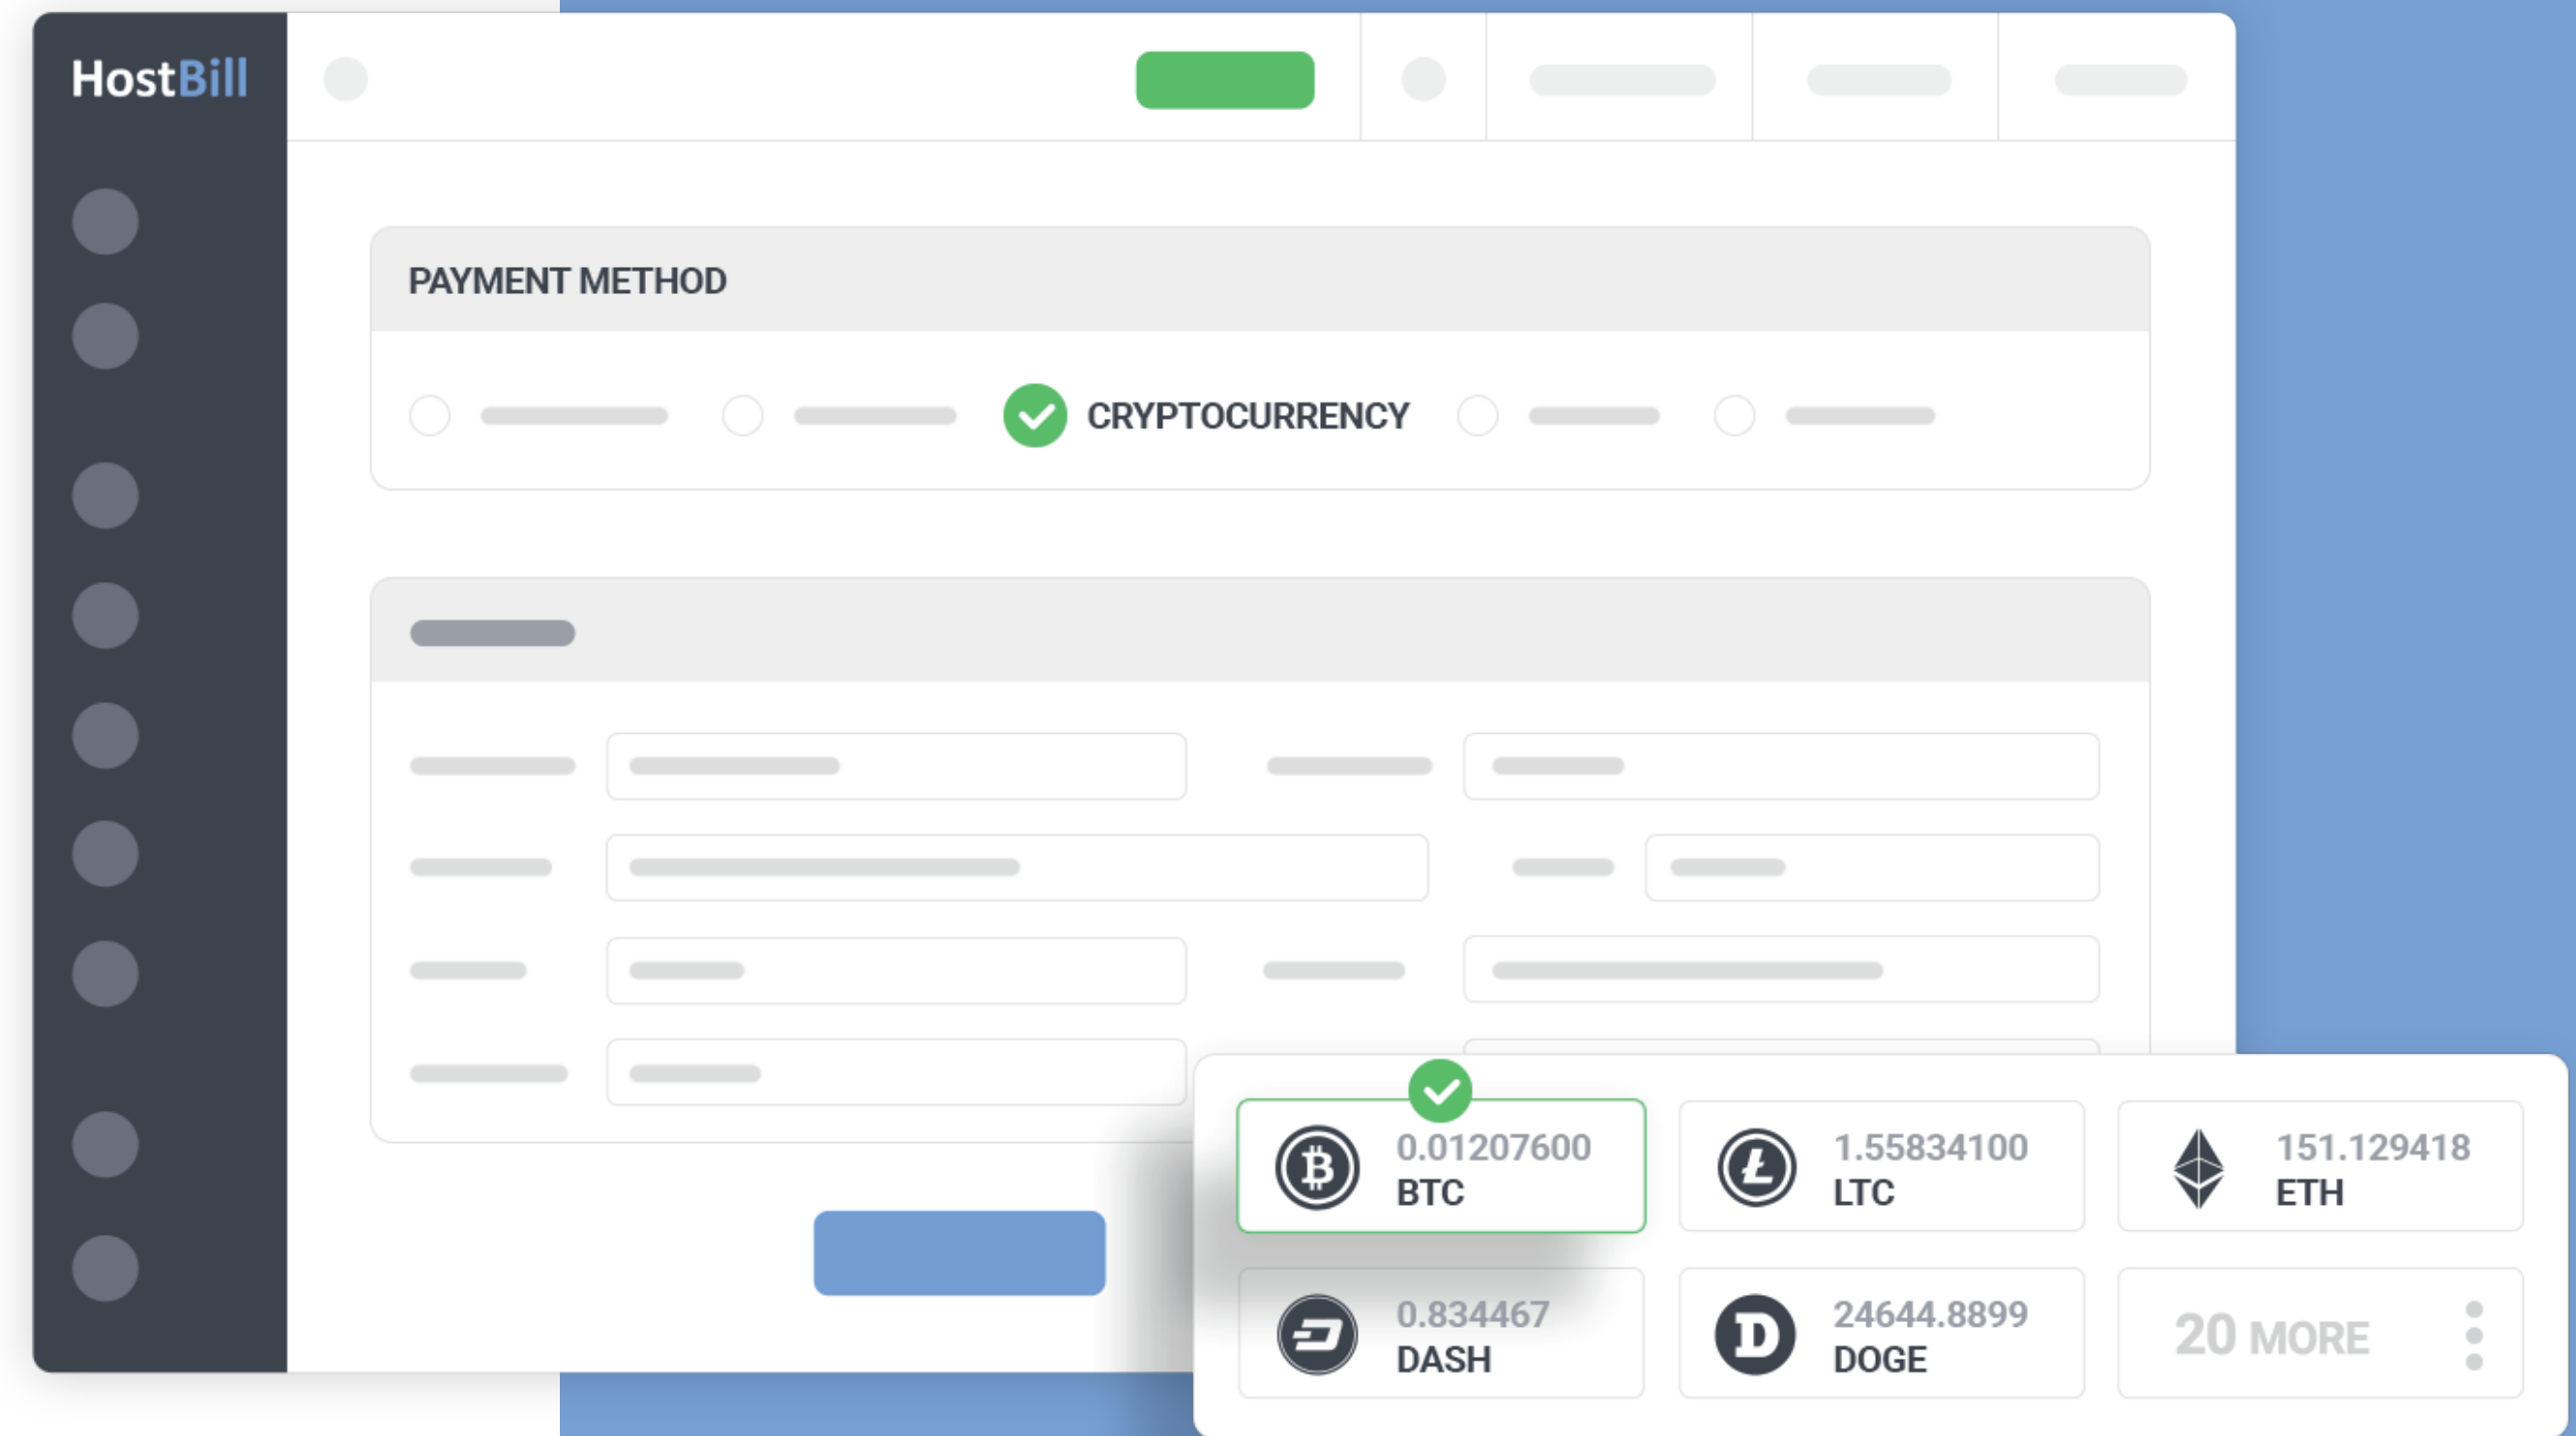 HostBill
PAYMENT METHOD
CRYPTOCURRENCY
0.01207600
BTC
1.55834100
LTC
151.129418
ETH
0.834467
DASH
24644.8899
DOGE
20 MORE